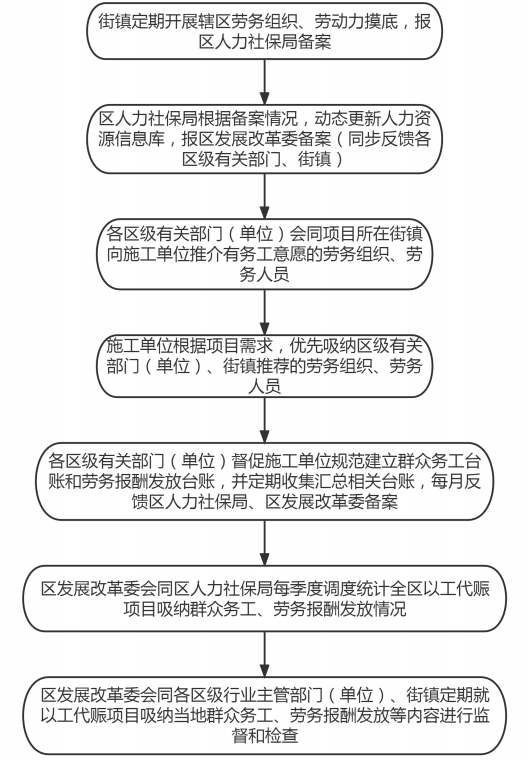 街镇定期开展辖区劳务组织、劳动力摸底，报
区人力社保局备案
区人力社保局根据备案情况，动态更新人力资
源信息库，报区发展改革委备案（同步反馈各
区级有关部门、街镇）
各区级有关部门（单位）会同项目所在街镇
向施工单位推介有务工意愿的劳务组织、劳
务人员
施工单位根据项目需求，优先吸纳区级有关
部门（单位）、街镇推荐的劳务组织、劳务
人员
各区级有关部门（单位）督促施工单位规范建立群众务工台
账和劳务报酬发放台账，并定期收集汇总相关台账，每月反
馈区人力社保局、区发展改革委备案
区发展改革委会同区人力社保局每季度调度统计全区以工代赈
项目吸纳群众务工、劳务报酬发放情况
区发展改革委会同各区级行业主管部门（单位）、街镇定期就
以工代赈项目吸纳当地群众务工、劳务报酬发放等内容进行监
督和检查